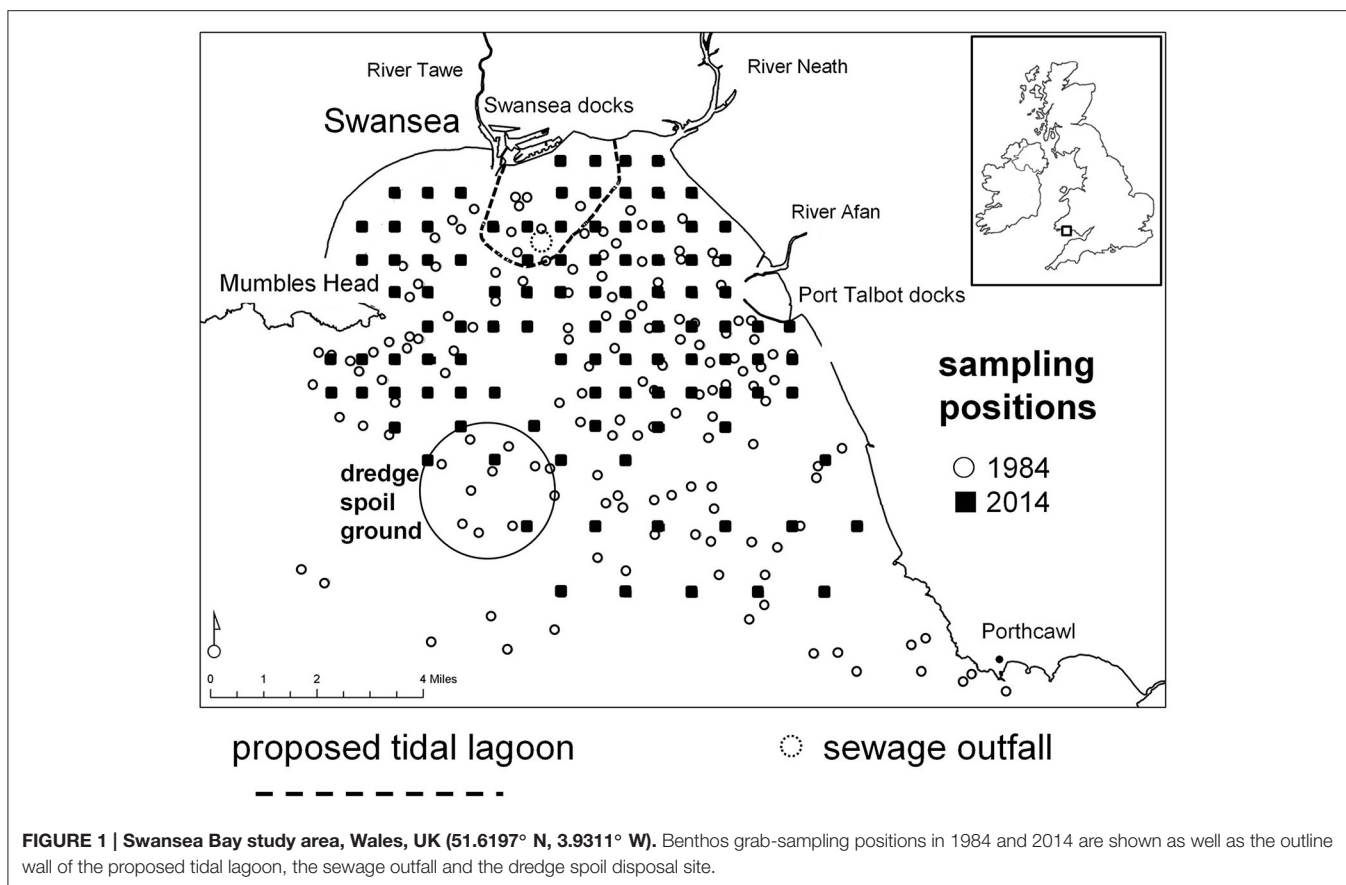 River Tawe
River Neath
Swansea docks
Swansea
River Afan
Mumbles Head
Port Talbot docks
sampling
positions
1984
2014
dredge
spoil
ground
Porthcawl
0 1 2 4 Miles
proposed tidal lagoon
sewage outfall
FIGURE 1 | Swansea Bay study area, Wales, UK (51.6197° N, 3.9311° W). Benthos grab-sampling positions in 1984 and 2014 are shown as well as the outline
wall of the proposed tidal lagoon, the sewage outfall and the dredge spoil disposal site.